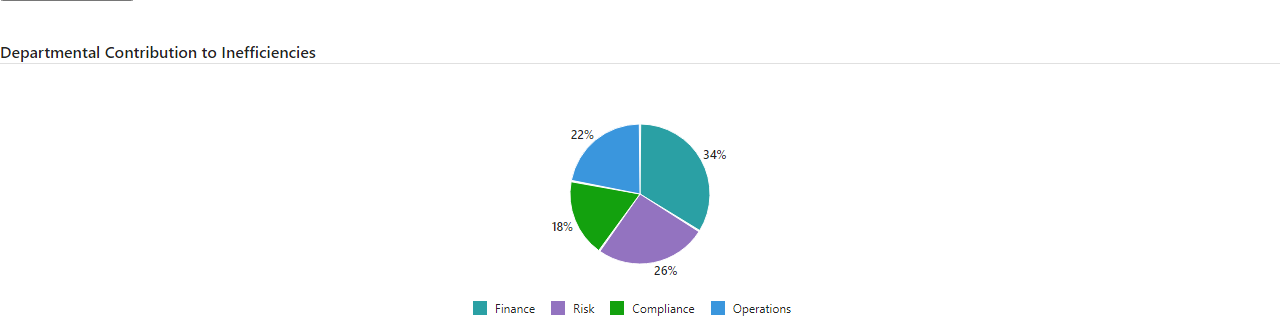 Departmental Contribution to Inefficiencies
22%
34%
18%
26%
Finance Risk Compliance Operations